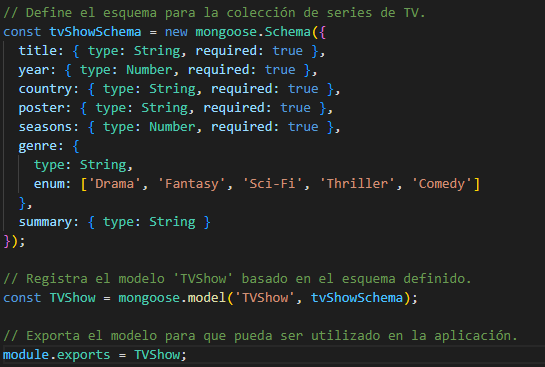 // Define el esquema para la colección de series de TV.
const tvShowSchema = new mongoose.Schema({
  title: { type: String, required: true },
  year: { type: Number, required: true },
  country: { type: String, required: true },
  poster: { type: String, required: true },
  seasons: { type: Number, required: true },
  genre: {
    type: String,
    enum: ['Drama', 'Fantasy', 'Sci-Fi', 'Thriller', 'Comedy']
  },
  summary: { type: String }
});

// Registra el modelo 'TVShow' basado en el esquema definido.
const TVShow = mongoose.model('TVShow', tvShowSchema);

// Exporta el modelo para que pueda ser utilizado en la aplicación.
module.exports = TVShow;